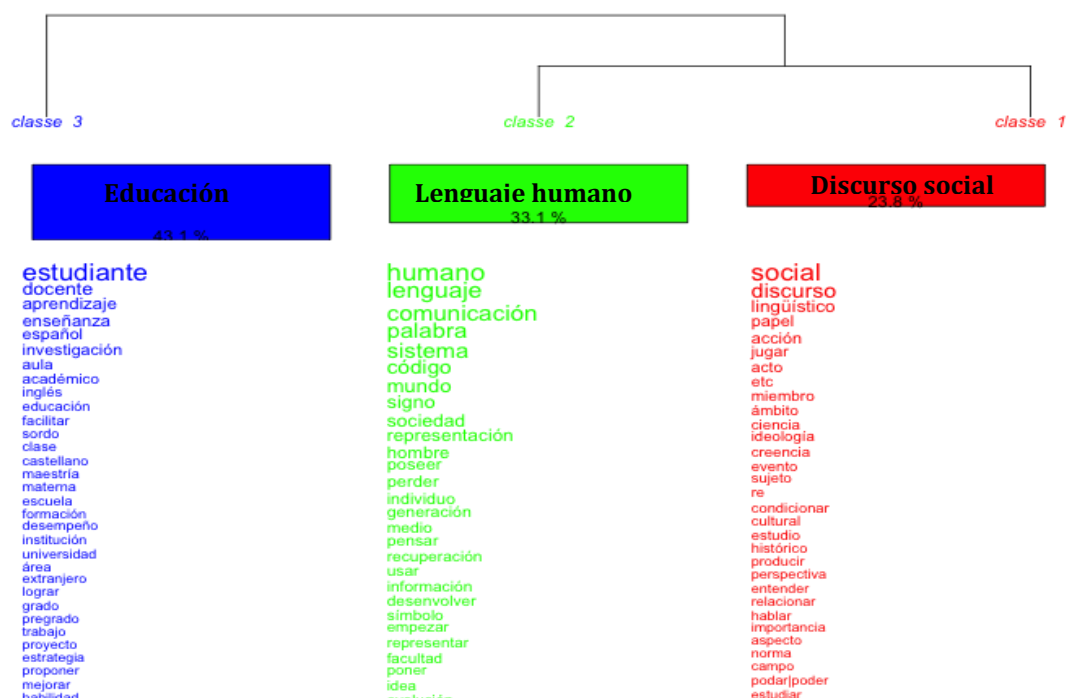 classe 3
classe 2
classe 1
Educación
43.1 %
Lenguaje humano
33.1 %
Discurso social
23.8 %
estudiante
docente
aprendizaje
enseñanza
español
investigación
aula
académico
inglés
educación
facilitar
sordo
clase
castellano
maestría
materna
escuela
formación
desempeño
institución
universidad
área
extranjero
lograr
grado
pregrado
trabajo
proyecto
estrategia
proponer
mejorar
habilidad
humano
lenguaje
comunicación
palabra
sistema
código
mundo
signo
sociedad
representación
hombre
poseer
perder
individuo
generación
medio
pensar
recuperación
usar
información
desenvolver
símbolo
empezar
representar
facultad
poner
idea
evolución
social
discurso
lingüístico
papel
acción
jugar
acto
etc
miembro
ámbito
ciencia
ideología
creencia
evento
sujeto
re
condicionar
cultural
estudio
histórico
producir
perspectiva
entender
relacionar
hablar
importancia
aspecto
norma
campo
podar|poder
estudiar